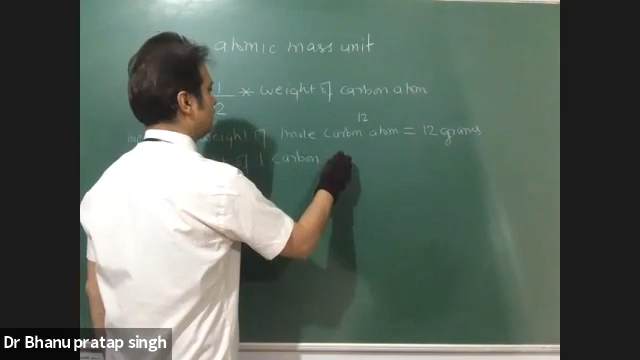 atomic mass unit
1
2
* weight of carbon atom
12
weight of 1 mole carbon atom = 12 grams
of 1 carbon
Dr Bhanu pratap singh